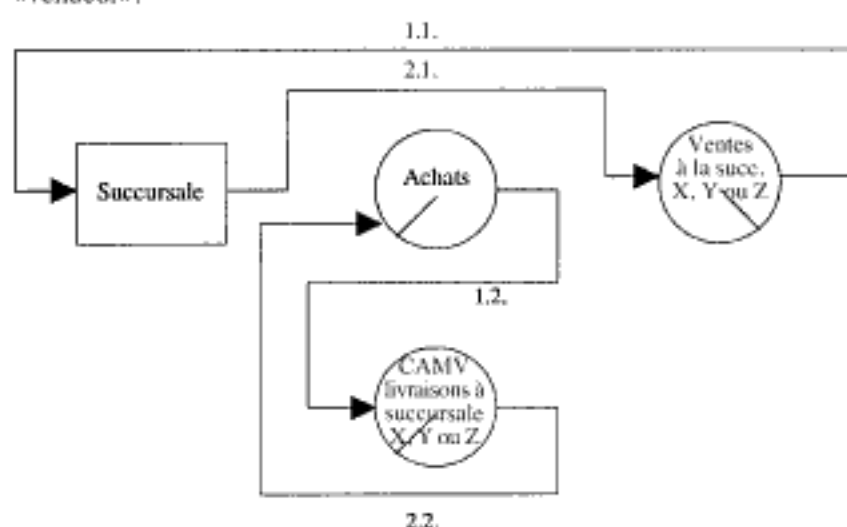 1.1.
2.1.
Succursale
Achats
Ventes
à la succ.
X, Y ou Z
1.2.
CAMV
livraisons à
succursale
X, Y ou Z
2.2.